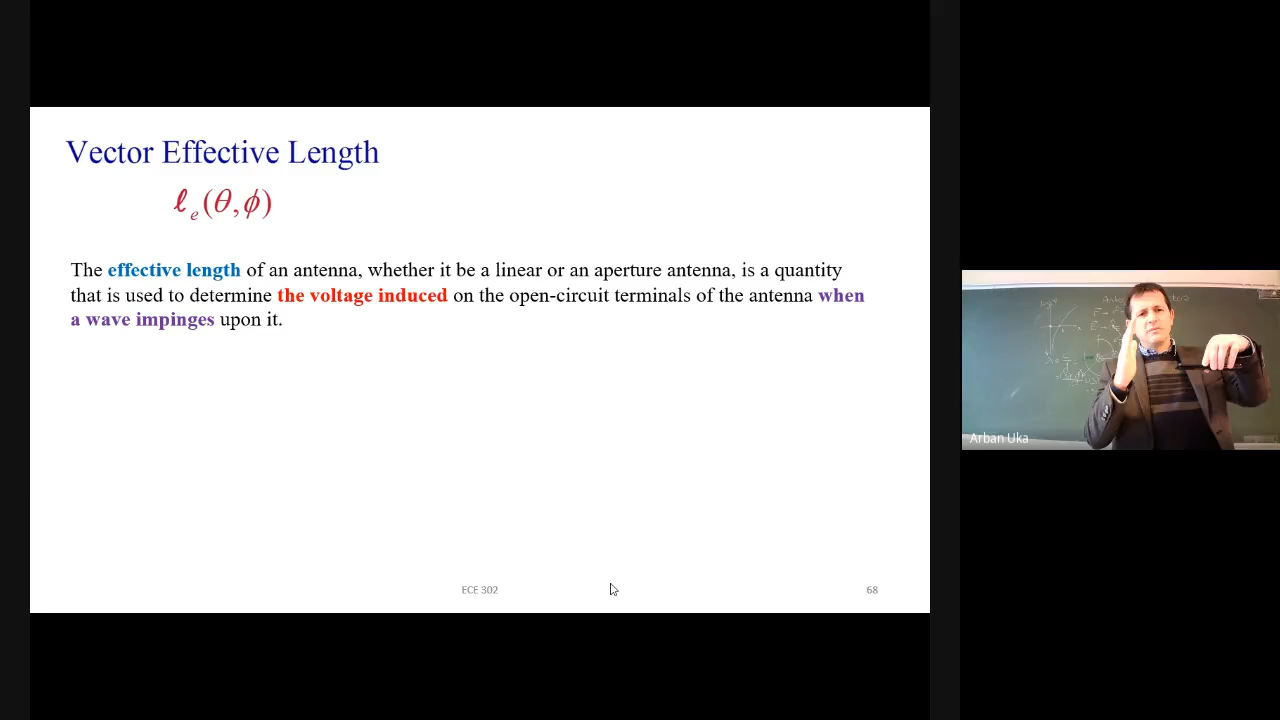 Vector Effective Length
ℓe(θ,ϕ)
The effective length of an antenna, whether it be a linear or an aperture antenna, is a quantity
that is used to determine the voltage induced on the open-circuit terminals of the antenna when
a wave impinges upon it.
ECE 302
68
Arban Uka